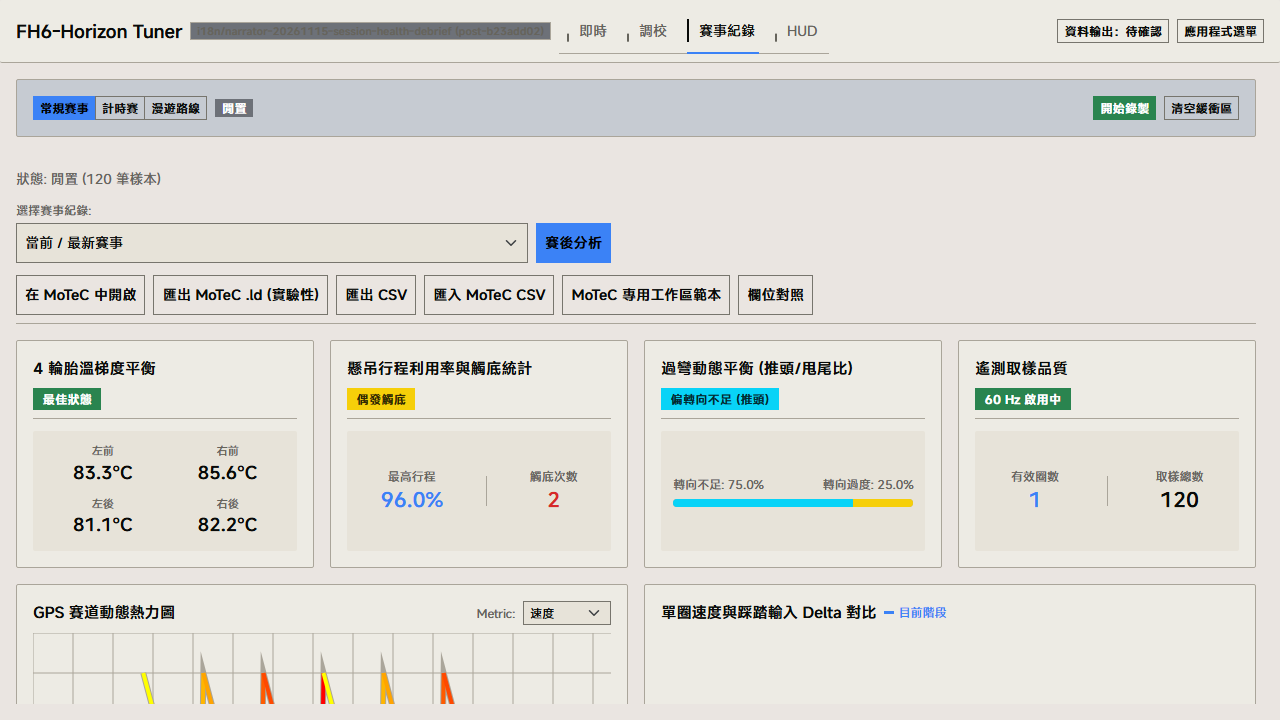 FH6-Horizon Tuner
i18n/narrator-20261115-session-health-debrief (post-b23add02)
即時
調校
賽事紀錄
HUD
資料輸出: 待確認
應用程式選單
常規賽事
計時賽
漫遊路線
閒置
開始錄製
清空緩衝區
狀態: 閒置 (120 筆樣本)
選擇賽事紀錄:
當前 / 最新賽事
賽後分析
在 MoTeC 中開啟
匯出 MoTeC .ld (實驗性)
匯出 CSV
匯入 MoTeC CSV
MoTeC 專用工作區範本
欄位對照
4 輪胎溫梯度平衡
最佳狀態
左前
右前
83.3°C
85.6°C
左後
右後
81.1°C
82.2°C
懸吊行程利用率與觸底統計
偶發觸底
最高行程
96.0%
觸底次數
2
過彎動態平衡 (推頭/甩尾比)
偏轉向不足 (推頭)
轉向不足: 75.0%
轉向過度: 25.0%
遙測取樣品質
60 Hz 啟用中
有效圈數
1
取樣總數
120
GPS 賽道動態熱力圖
Metric:
速度
單圈速度與踩踏輸入 Delta 對比
目前階段